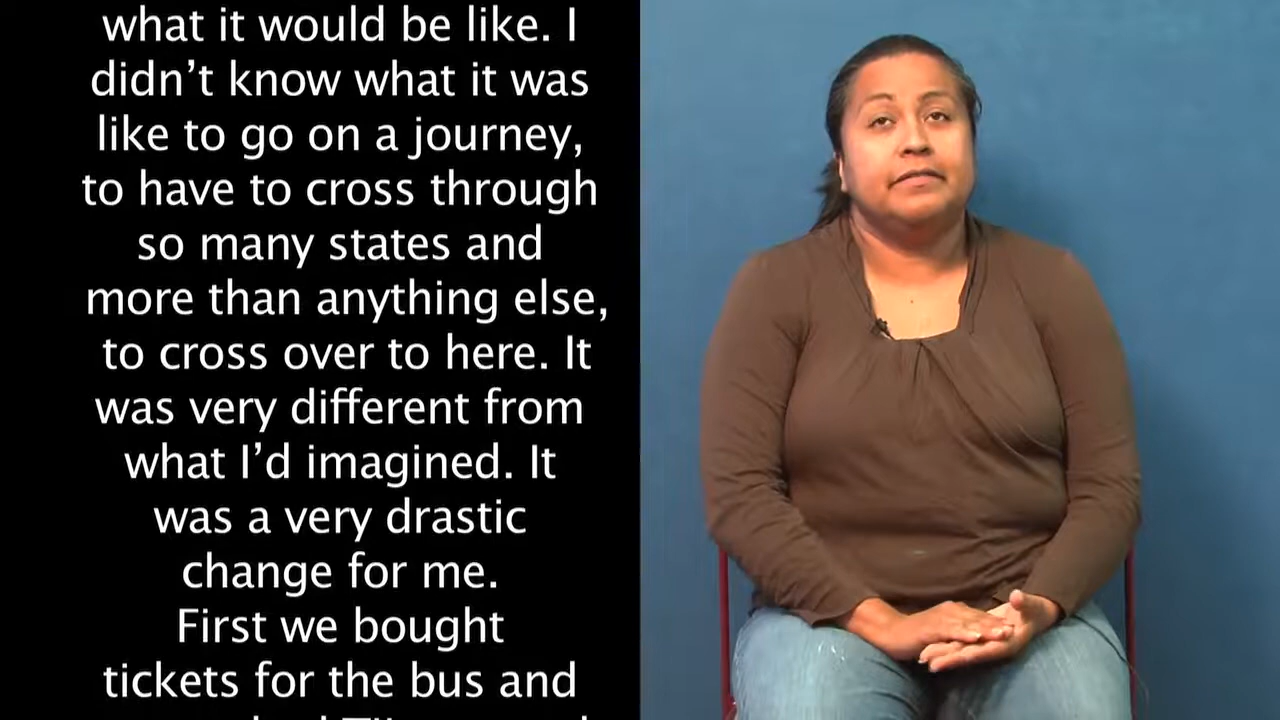 what it would be like. I
didn’t know what it was
like to go on a journey,
to have to cross through
so many states and
more than anything else,
to cross over to here. It
was very different from
what I’d imagined. It
was a very drastic
change for me.
First we bought
tickets for the bus and